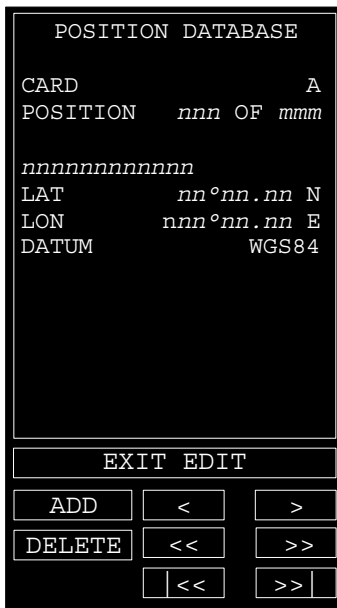 POSITION DATABASE
CARD A
POSITION nnn OF mmm
nnnnnnnnnnnn
LAT nn°nn.nn N
LON nnn°nn.nn E
DATUM WGS84
EXIT EDIT
ADD < >
DELETE << >>
|<< >>|